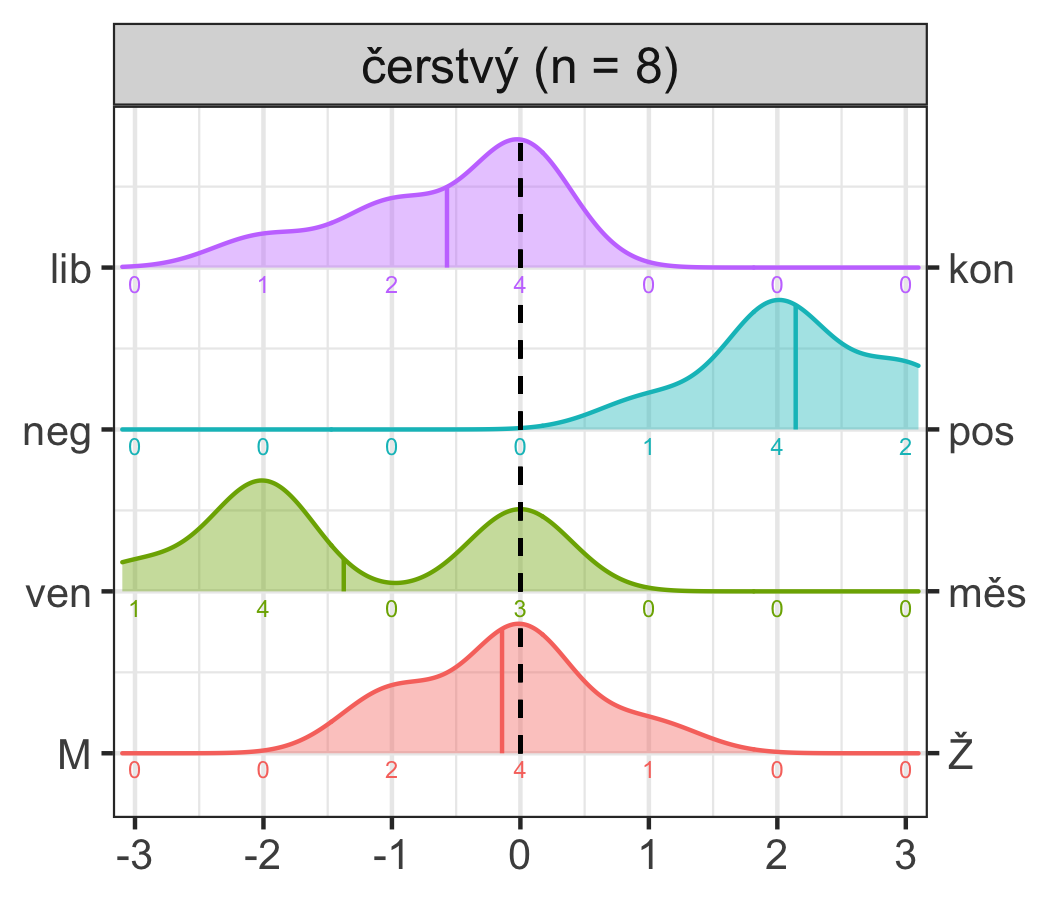 čerstvý (n = 8)
lib kon
0 1 2 4 0 0 0
neg pos
0 0 0 0 1 4 2
ven měs
1 4 0 3 0 0 0
M Ž
0 0 2 4 1 0 0
-3 -2 -1 0 1 2 3